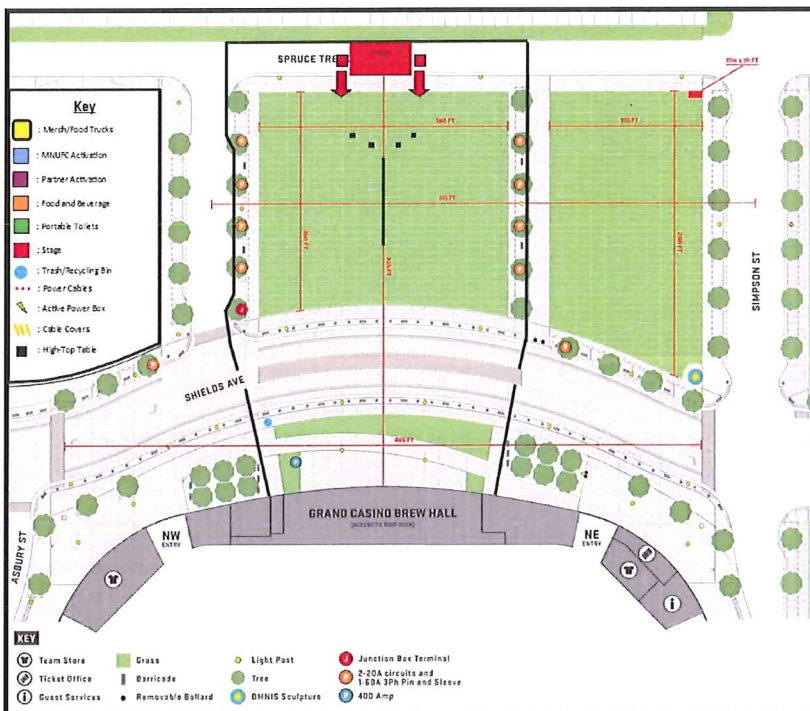 SPRUCE TREE
Key
: Merch/Food Trucks
: MNUFC Activation
: Partner Activation
: Food and Beverage
: Portable Toilets
: Stage
: Trash/Recycling Bin
: Power Cables
: Active Power Box
: Cable Covers
: High-Top Table
SIMPSON ST
SHIELDS AVE
ASBURY ST
465 FT
GRAND CASINO BREW HALL
NW
ENTRY
NE
ENTRY
J
P
i
KEY
Team Store
Ticket Office
Guest Services
Grass
Barricade
Removable Bollard
Light Post
Tree
OMNIS Sculpture
Junction Box Terminal
2-20A circuits and
1-60A 3Ph Pin and Sleeve
400 Amp